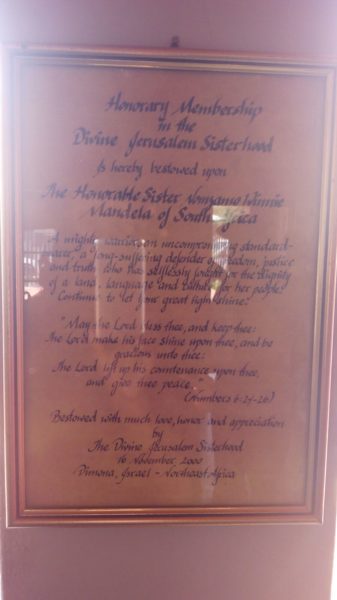 Honorary Membership
in the
Divine Jerusalem Sisterhood
Is hereby bestowed upon
The Honorable Sister Nomzamo Winnie
Mandela of South Africa
"A mighty warrior, an uncompromising standard-
bearer, a long-suffering defender of freedom, justice
and truth who has selflessly fought for the dignity
of a land, language and culture for her people.
Continue to let your great light shine."
"May the Lord bless thee, and keep thee:
The Lord make his face shine upon thee, and be
gracious unto thee:
The Lord lift up his countenance upon thee,
and give thee peace."
(Numbers 6:24-26)
Bestowed with much love, honor and appreciation
by
The Divine Jerusalem Sisterhood
16 November, 2000
Dimona, Israel - Northeast Africa